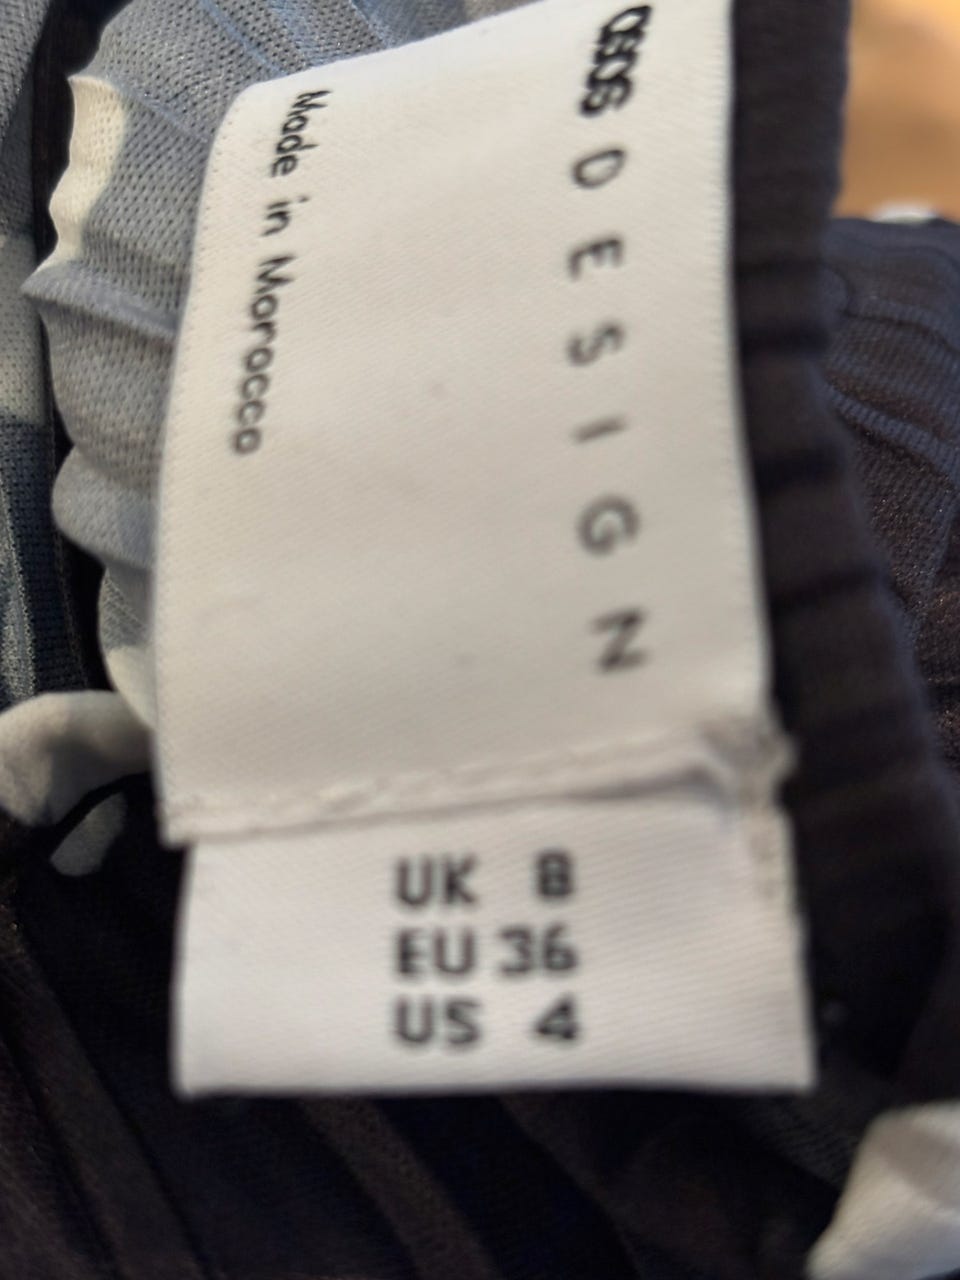 asos DESIGN
Made in Morocco
UK 8
EU 36
US 4